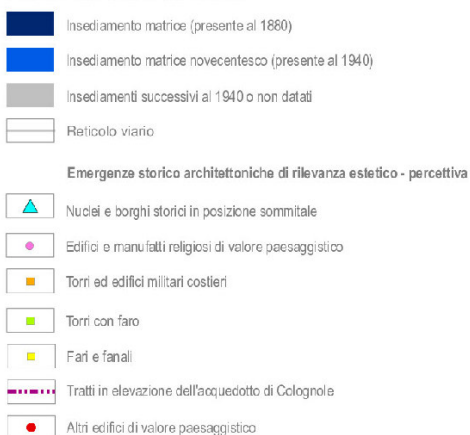 Insediamento matrice (presente al 1880)
Insediamento matrice novecentesco (presente al 1940)
Insediamenti successivi al 1940 o non datati
Reticolo viario
Emergenze storico architettoniche di rilevanza estetico - percettiva
Nuclei e borghi storici in posizione sommitale
Edifici e manufatti religiosi di valore paesaggistico
Torri ed edifici militari costieri
Torri con faro
Fari e fanali
Tratti in elevazione dell'acquedotto di Colognole
Altri edifici di valore paesaggistico